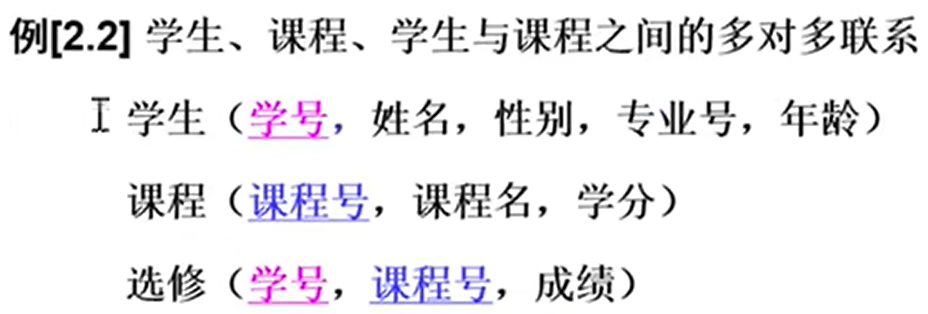 例[2.2] 学生、课程、学生与课程之间的多对多联系
学生（学号，姓名，性别，专业号，年龄）
课程（课程号，课程名，学分）
选修（学号，课程号，成绩）